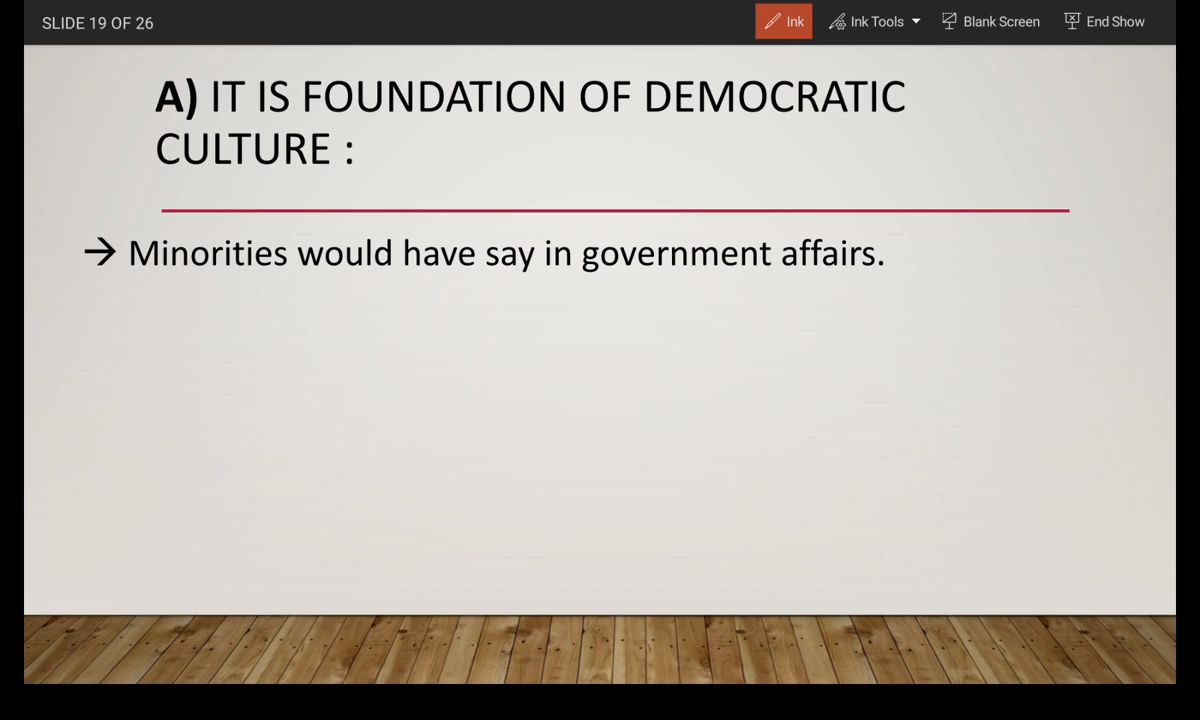 SLIDE 19 OF 26
Ink
Ink Tools
Blank Screen
End Show
A) IT IS FOUNDATION OF DEMOCRATIC
CULTURE :
→ Minorities would have say in government affairs.